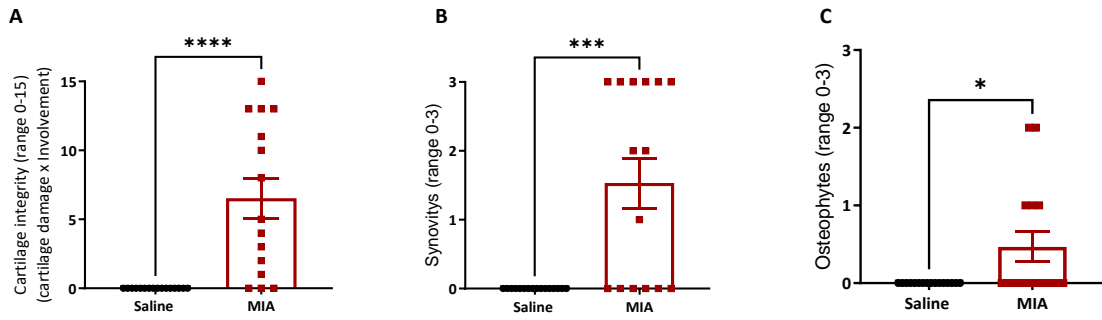 A
****
Cartilage integrity (range 0-15)
(cartilage damage x Involvement)
15
10
5
0
Saline
MIA
B
***
Synovitys (range 0-3)
3
2
1
0
Saline
MIA
C
*
Osteophytes (range 0-3)
3
2
1
0
Saline
MIA